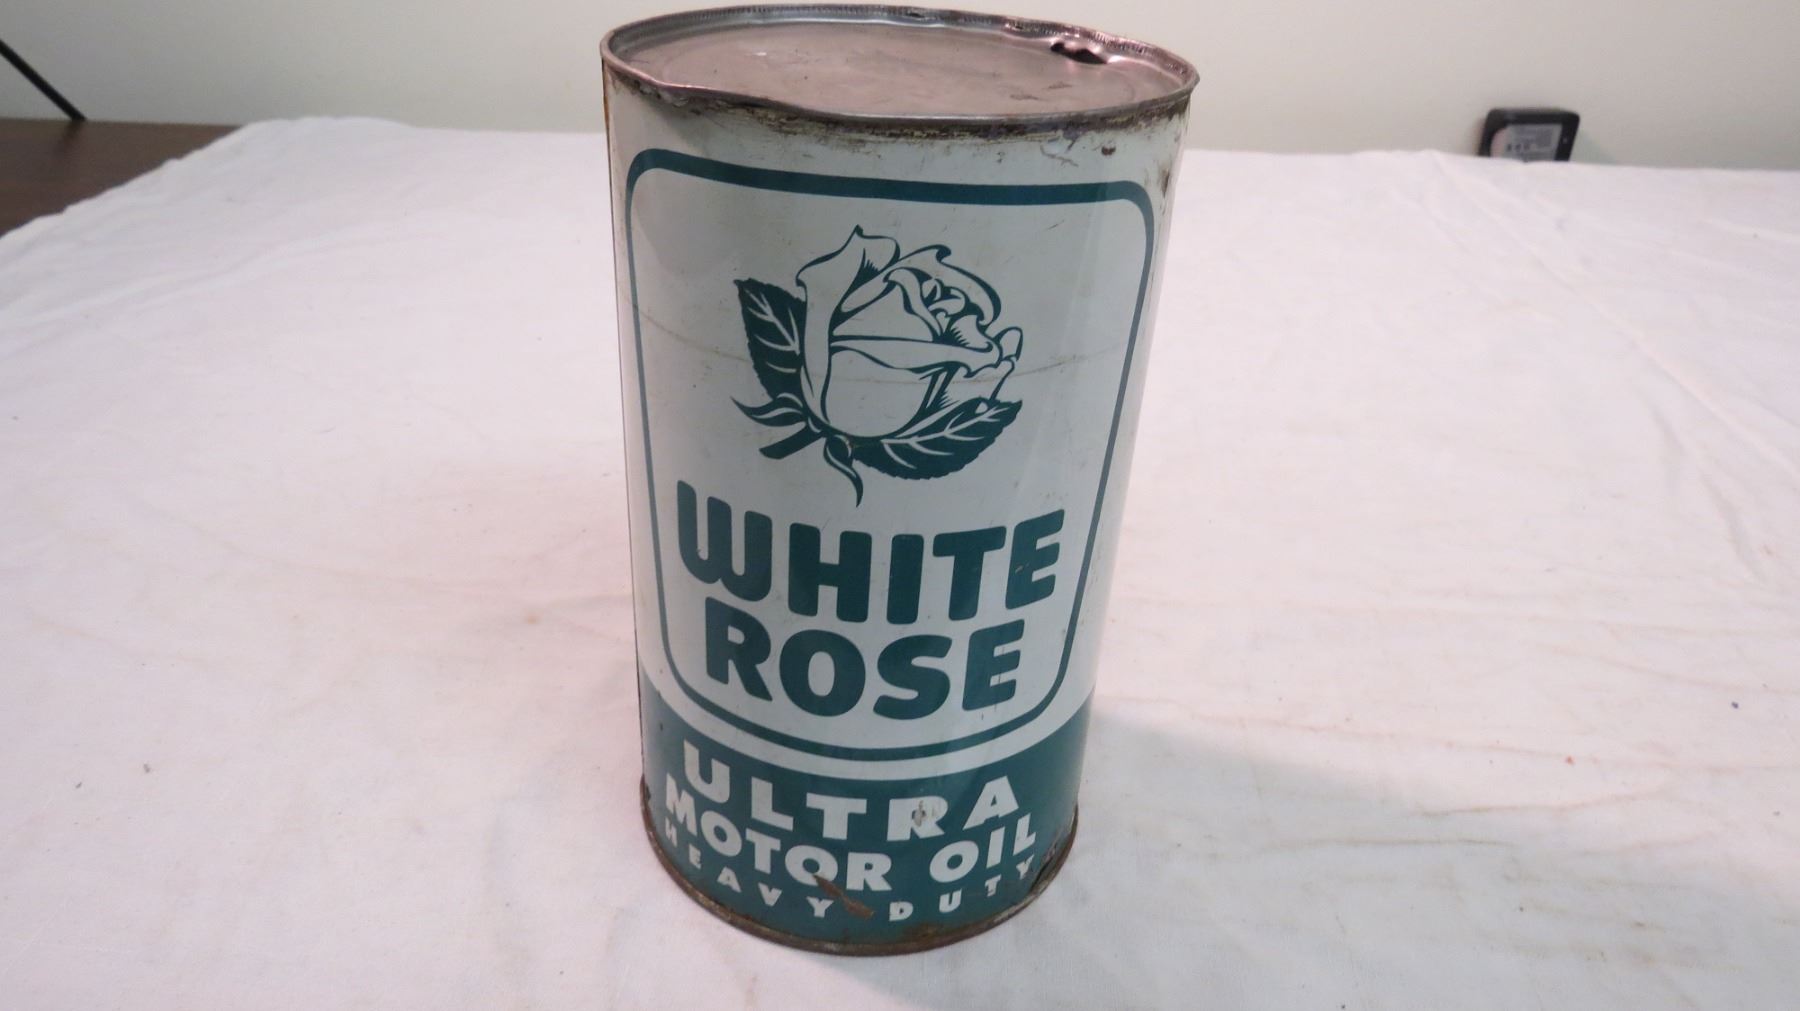 WHITE
ROSE
ULTRA
MOTOR OIL
HEAVY DUTY